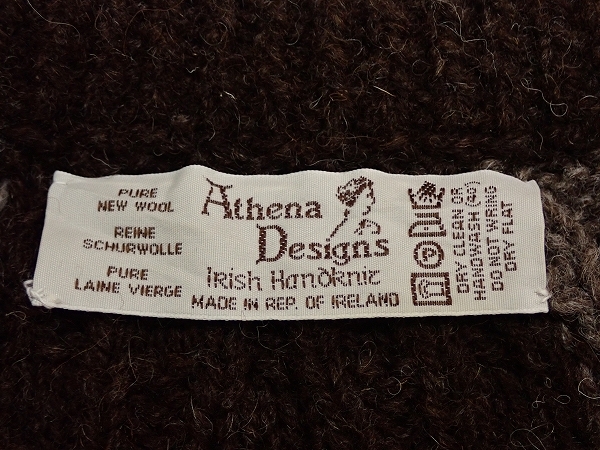 PURE
NEW WOOL
REINE
SCHURWOLLE
PURE
LAINE VIERGE
Athena
Designs
Irish Handknit
MADE IN REP. OF IRELAND
DRY CLEAN OR
HANDWASH (40)
DO NOT WRING
DRY FLAT
P